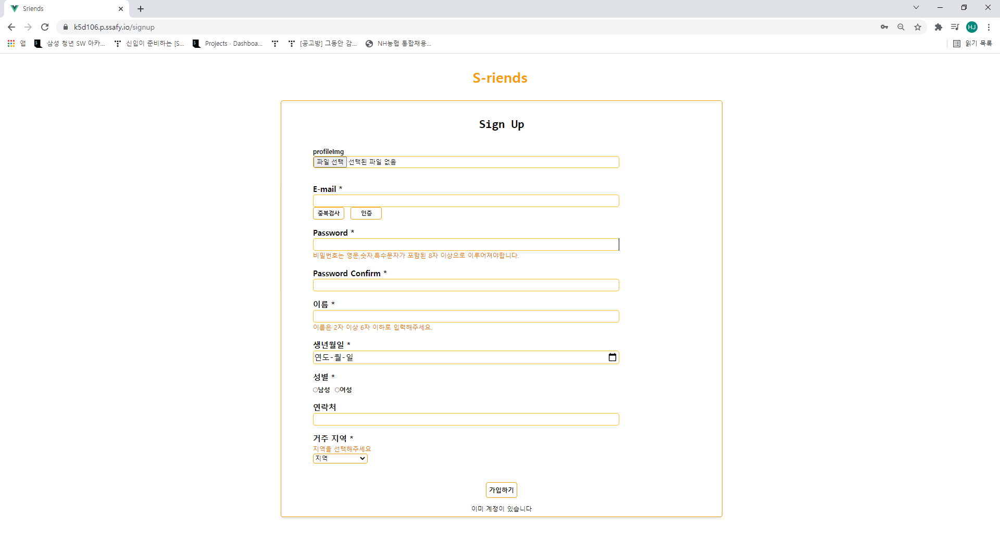 Sriends
k5d106.p.ssafy.io/signup
HJ
앱
삼성 청년 SW 아카...
신입이 준비하는 [S...
Projects · Dashboa...
[공고방] 그동안 감...
NH농협 통합채용...
읽기 목록
S-riends
Sign Up
profileImg
파일 선택 선택된 파일 없음
E-mail *
중복검사 인증
Password *
비밀번호는 영문,숫자,특수문자가 포함된 8자 이상으로 이루어져야합니다.
Password Confirm *
이름 *
이름은 2자 이상 6자 이하로 입력해주세요.
생년월일 *
연도-월-일
성별 *
남성 여성
연락처
거주 지역 *
지역을 선택해주세요
지역
가입하기
이미 계정이 있습니다